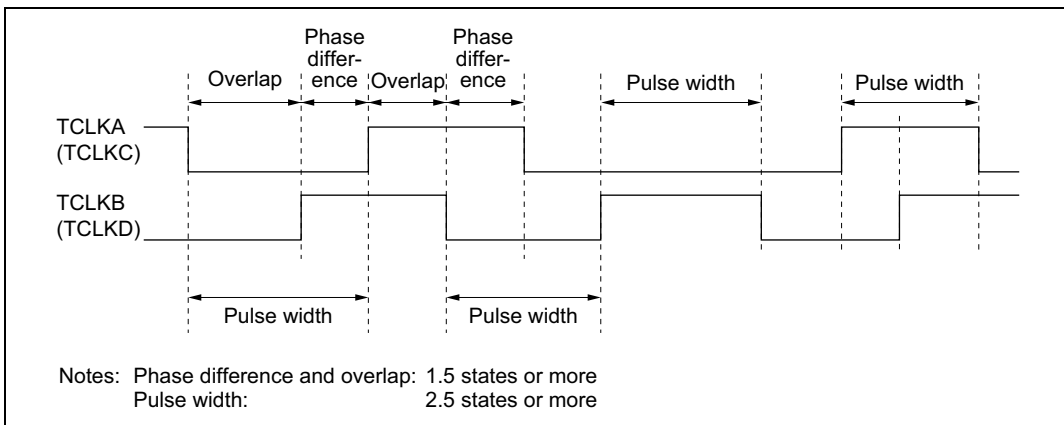 Overlap
Phase
differ-
ence
Overlap
Phase
differ-
ence
Pulse width
Pulse width
TCLKA
(TCLKC)
TCLKB
(TCLKD)
Pulse width
Pulse width
Notes: Phase difference and overlap: 1.5 states or more
Pulse width: 2.5 states or more